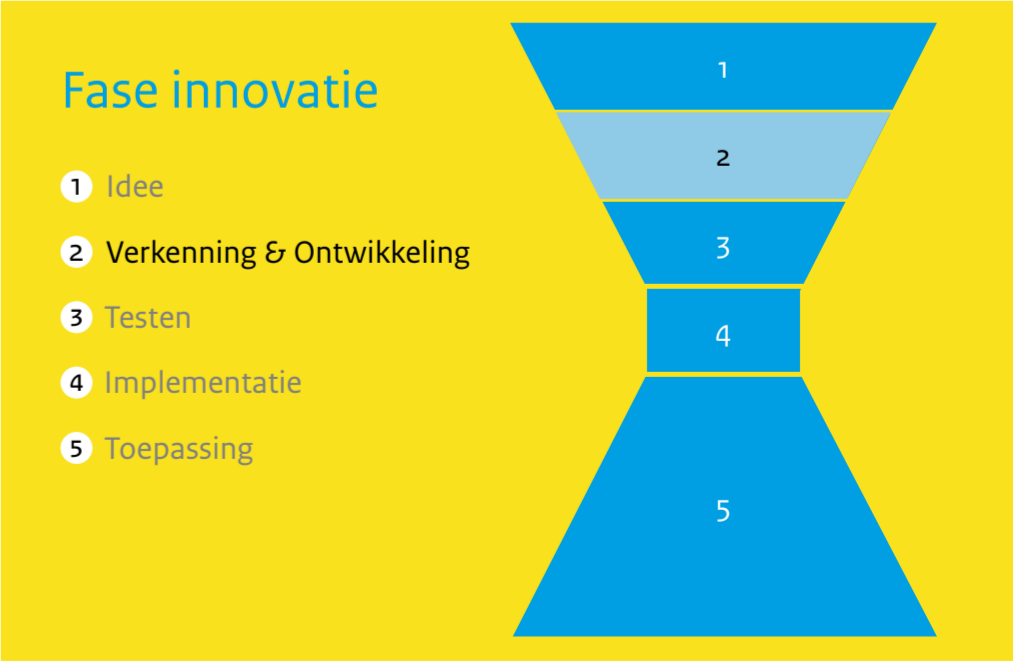 Fase innovatie
1 Idee
2 Verkenning & Ontwikkeling
3 Testen
4 Implementatie
5 Toepassing
1
2
3
4
5